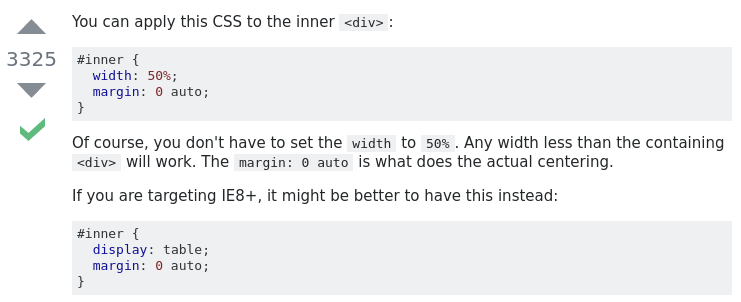 You can apply this CSS to the inner <div>:
3325
#inner {
  width: 50%;
  margin: 0 auto;
}
Of course, you don't have to set the width to 50%. Any width less than the containing
<div> will work. The margin: 0 auto is what does the actual centering.
If you are targeting IE8+, it might be better to have this instead:
#inner {
  display: table;
  margin: 0 auto;
}